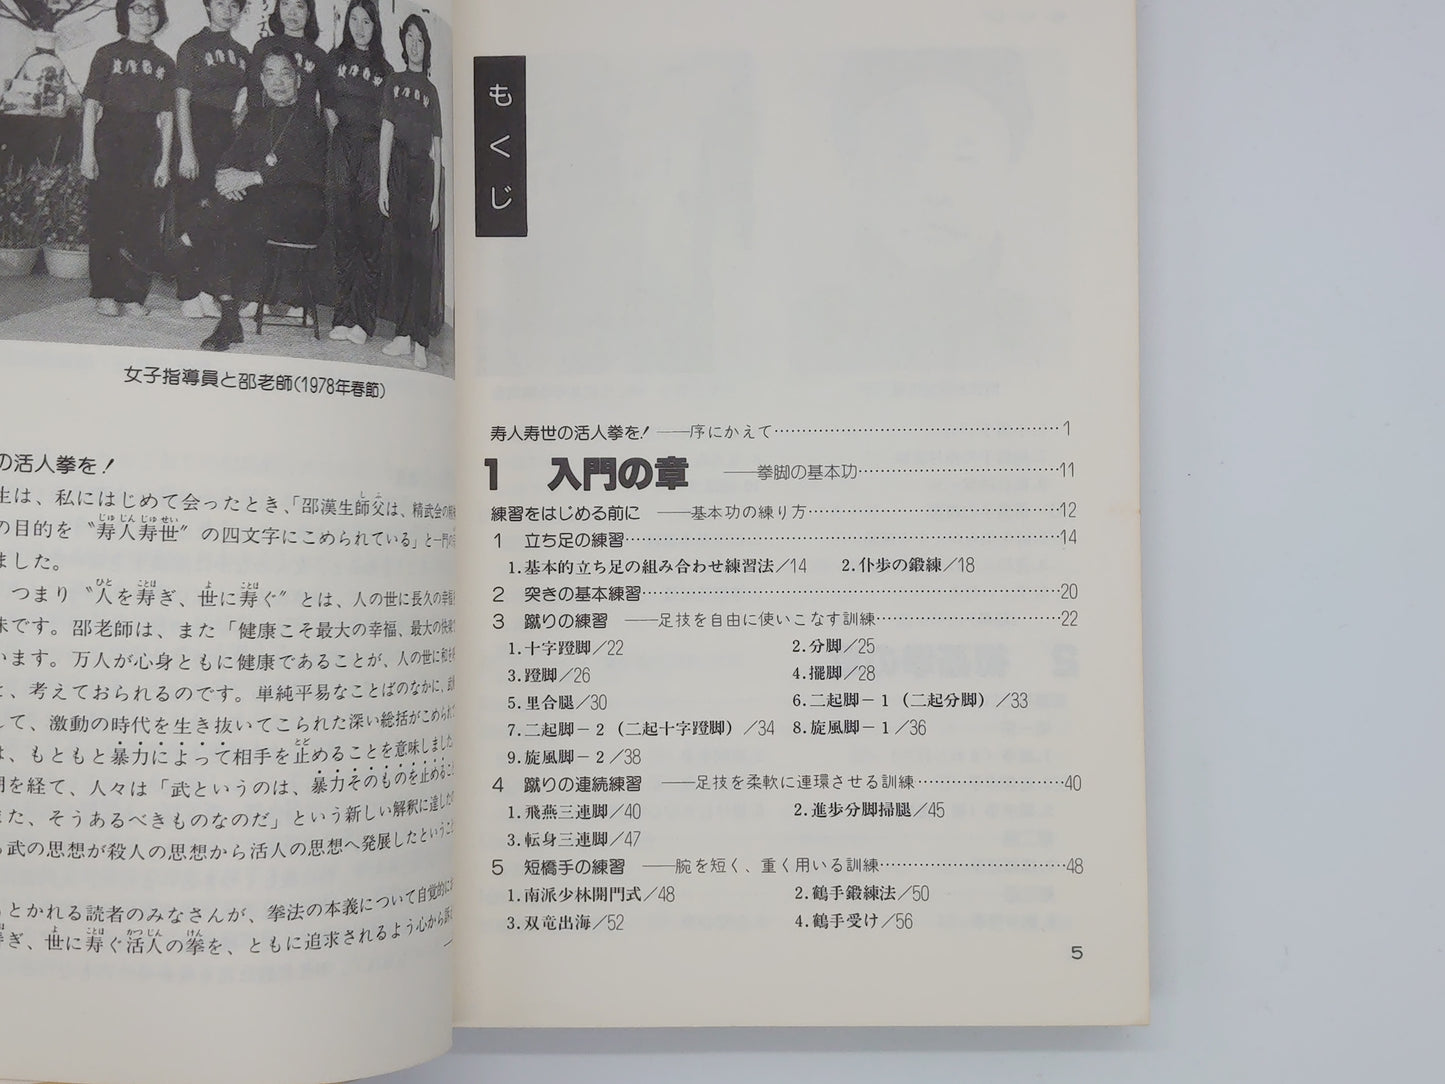 女子指導員と邵老師(1978年春節)
の活人拳を!
生は、私にはじめて会ったとき、「邵漢生師父は、精武会の
の目的を〝寿人寿世〟の四文字にこめられている」と一門の
ました。
つまり〝人を寿ぎ、世に寿ぐ〟とは、人の世に長久の幸福
味です。邵老師は、また「健康こそ最大の幸福、最大の快楽
います。万人が心身ともに健康であることが、人の世に和を
と、考えておられるのです。単純平易なことばのなかに、武
して、激動の時代を生き抜いてこられた深い総括がこめられて
は、もともと暴力によって相手を止めることを意味しました
期を経て、人々は「武というのは、暴力そのものを止めるこ
また、そうあるべきものなのだ」という新しい解釈に達したの
武の思想が殺人の思想から活人の思想へ発展したということ
とかれる読者のみなさんが、拳法の本義について自覚的に
寿ぎ、世に寿ぐ活人の拳を、ともに追求されるよう心から
もくじ
寿人寿世の活人拳を! ──序にかえて……1
1 入門の章 ──拳脚の基本功……11
練習をはじめる前に ──基本功の練り方……12
1 立ち足の練習……14
1.基本的立ち足の組み合わせ練習法/14 2.仆歩の鍛練/18
2 突きの基本練習……20
3 蹴りの練習 ──足技を自由に使いこなす訓練……22
1.十字蹬脚/22 2.分脚/25
3.蹬脚/26 4.擺脚/28
5.里合腿/30 6.二起脚-1(二起分脚)/33
7.二起脚-2(二起十字蹬脚)/34 8.旋風脚-1/36
9.旋風脚-2/38
4 蹴りの連続練習 ──足技を柔軟に連環させる訓練……40
1.飛燕三連脚/40 2.進歩分脚掃腿/45
3.転身三連脚/47
5 短橋手の練習 ──腕を短く、重く用いる訓練……48
1.南派少林開門式/48 2.鶴手鍛練法/50
3.双竜出海/52 4.鶴手受け/56
5